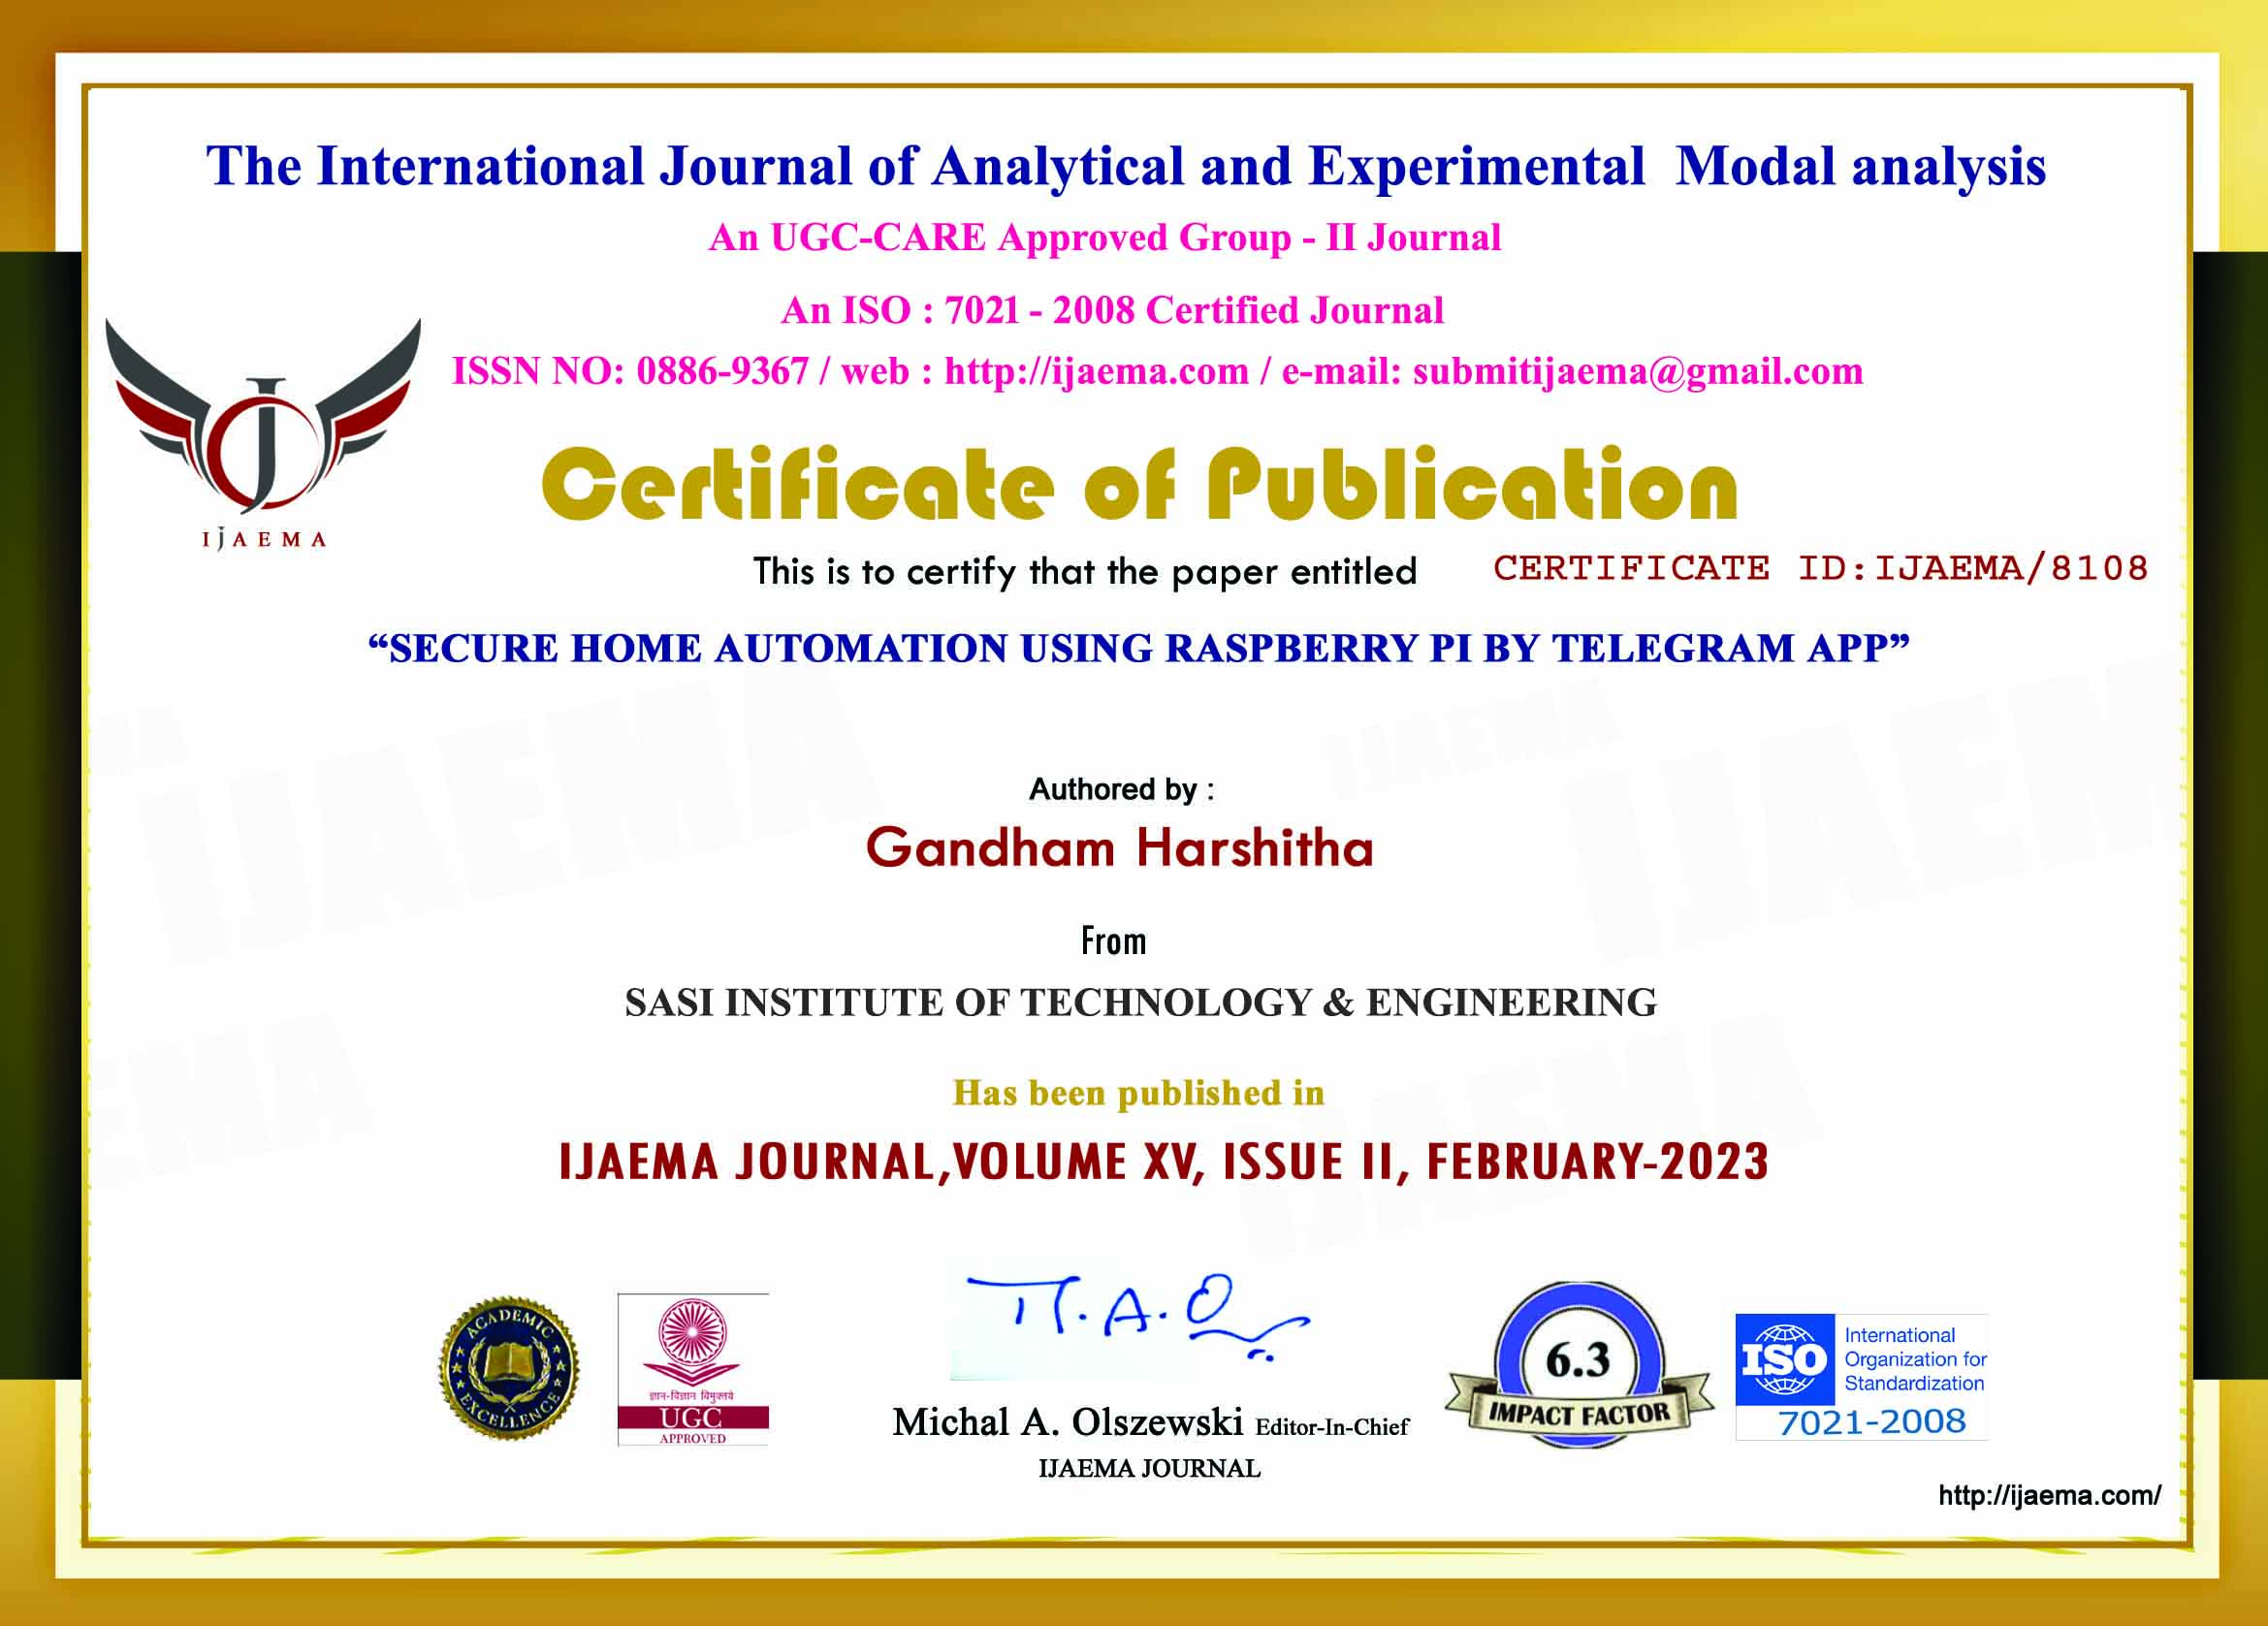 The International Journal of Analytical and Experimental Modal analysis
An UGC-CARE Approved Group - II Journal
An ISO : 7021 - 2008 Certified Journal
ISSN NO: 0886-9367 / web : http://ijaema.com / e-mail: submitijaema@gmail.com
IJAEMA
Certificate of Publication
This is to certify that the paper entitled
CERTIFICATE ID:IJAEMA/8108
“SECURE HOME AUTOMATION USING RASPBERRY PI BY TELEGRAM APP”
IJAEMA
IJAEMA
Authored by :
Gandham Harshitha
From
SASI INSTITUTE OF TECHNOLOGY & ENGINEERING
Has been published in
IJAEMA JOURNAL,VOLUME XV, ISSUE II, FEBRUARY-2023
ACADEMIC
EXCELLENCE
ज्ञान-विज्ञान विमुक्तये
UGC
APPROVED
M.A.O
Michal A. Olszewski Editor-In-Chief
IJAEMA JOURNAL
6.3
IMPACT FACTOR
ISO
International
Organization for
Standardization
7021-2008
http://ijaema.com/